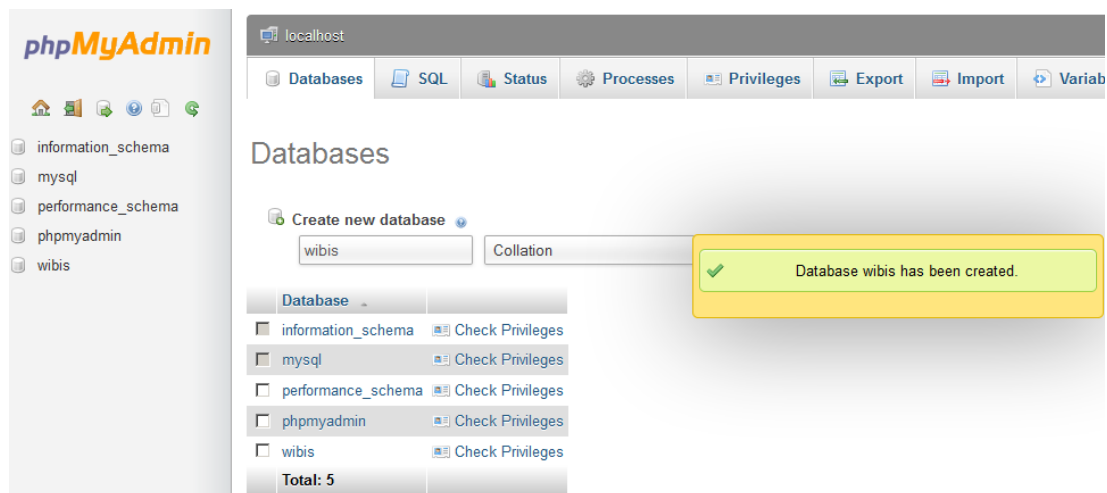 phpMyAdmin
information_schema
mysql
performance_schema
phpmyadmin
wibis
localhost
Databases SQL Status Processes Privileges Export Import Variab
Databases
Create new database
wibis Collation
Database wibis has been created.
Database
information_schema Check Privileges
mysql Check Privileges
performance_schema Check Privileges
phpmyadmin Check Privileges
wibis Check Privileges
Total: 5